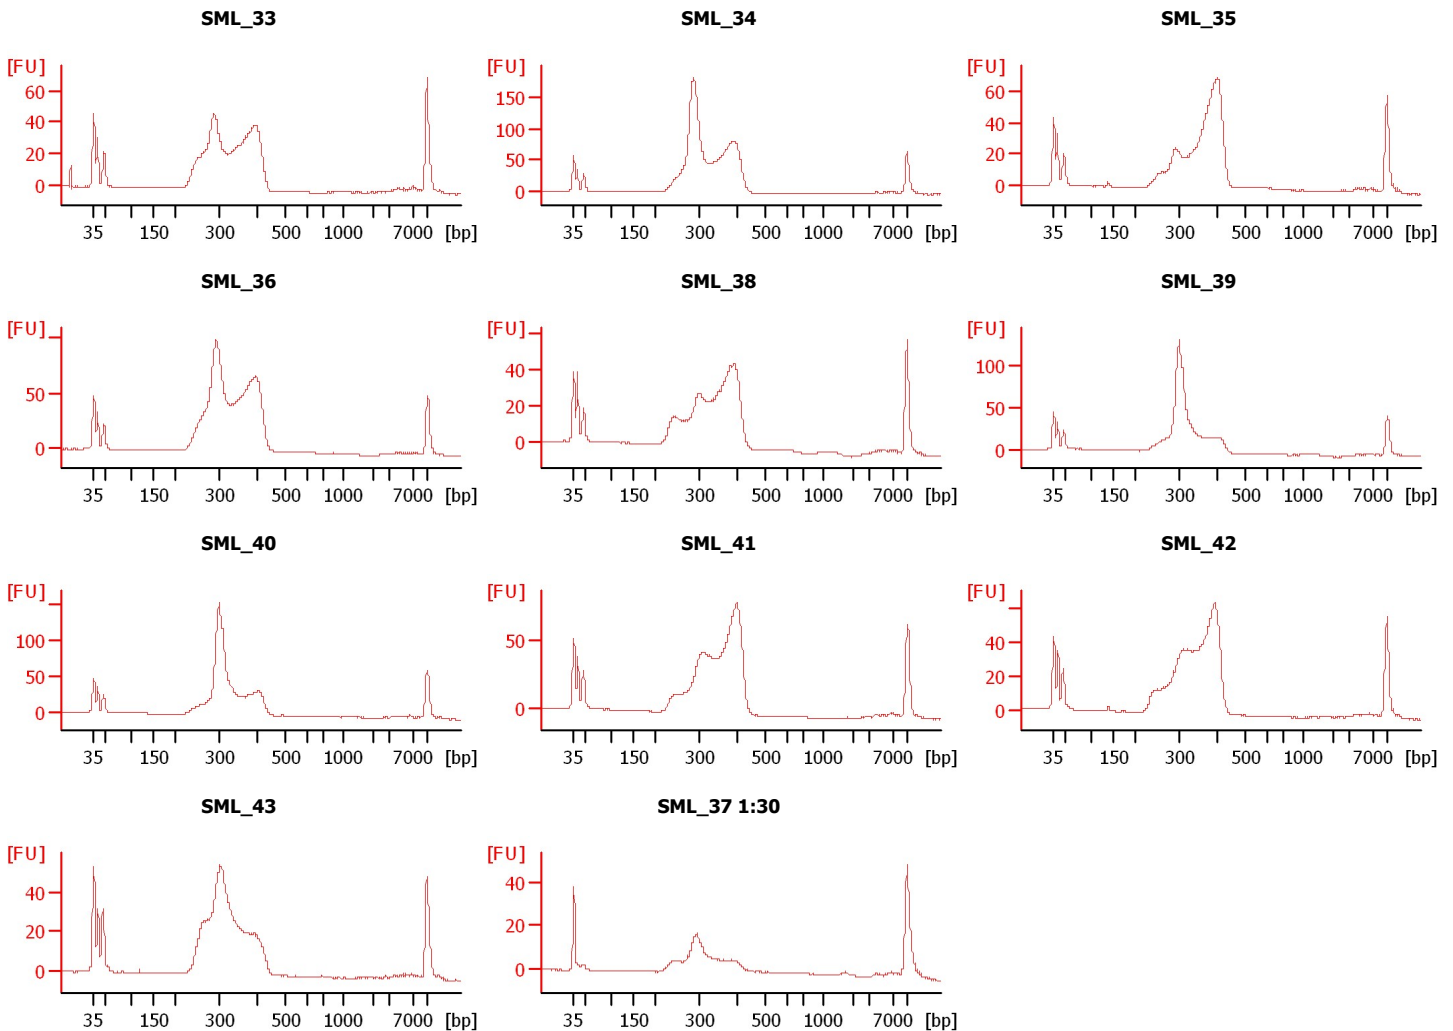 SML_33 SML_34 SML_35
[FU] [FU] [FU]
60 150 60
40 100 40
20 50 20
0 0 0
35 150 300 500 1000 7000 [bp] 35 150 300 500 1000 7000 [bp] 35 150 300 500 1000 7000 [bp]
SML_36 SML_38 SML_39
[FU] [FU] [FU]
50 40 100
0 20 50
0 0
35 150 300 500 1000 7000 [bp] 35 150 300 500 1000 7000 [bp] 35 150 300 500 1000 7000 [bp]
SML_40 SML_41 SML_42
[FU] [FU] [FU]
100 50 40
50 0 20
0 0
35 150 300 500 1000 7000 [bp] 35 150 300 500 1000 7000 [bp] 35 150 300 500 1000 7000 [bp]
SML_43 SML_37 1:30
[FU] [FU]
40 40
20 20
0 0
35 150 300 500 1000 7000 [bp] 35 150 300 500 1000 7000 [bp]